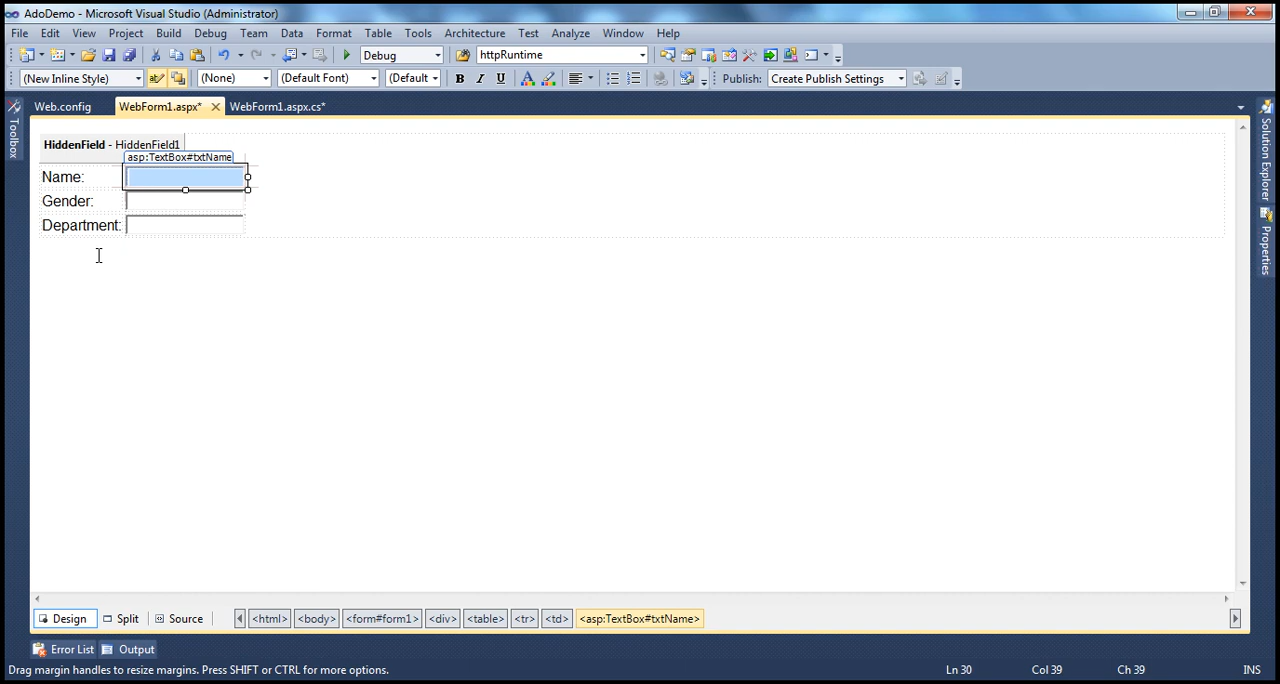 AdoDemo - Microsoft Visual Studio (Administrator)
File Edit View Project Build Debug Team Data Format Table Tools Architecture Test Analyze Window Help
Debug httpRuntime
(New Inline Style) (None) (Default Font) (Default B I U A Publish: Create Publish Settings
Web.config WebForm1.aspx* WebForm1.aspx.cs*
Toolbox
Solution Explorer
Properties
HiddenField - HiddenField1
asp:TextBox#txtName
Name:
Gender:
Department:
Design Split Source <html> <body> <form#form1> <div> <table> <tr> <td> <asp:TextBox#txtName>
Error List Output
Drag margin handles to resize margins. Press SHIFT or CTRL for more options. Ln 30 Col 39 Ch 39 INS